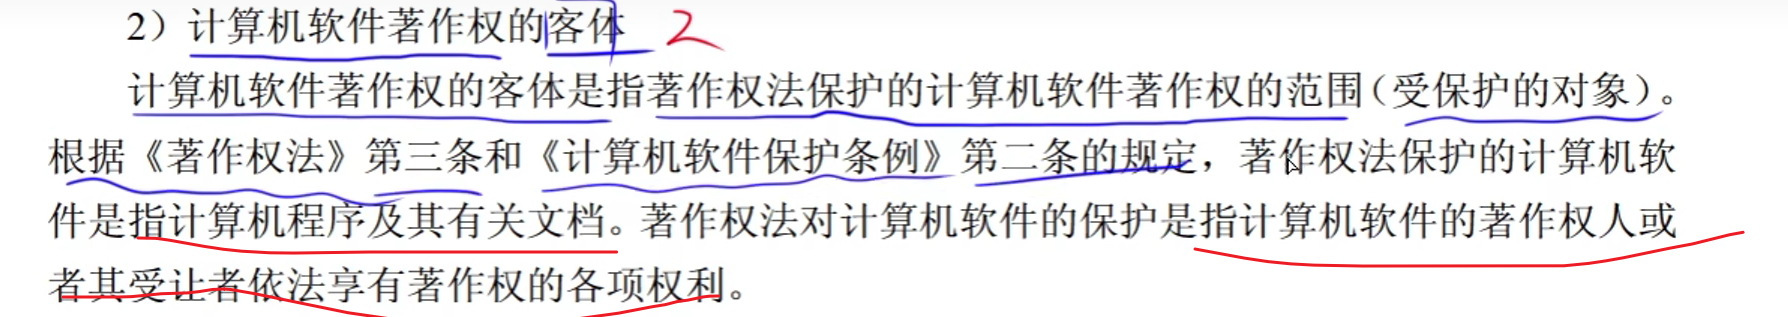 2）计算机软件著作权的客体 2
计算机软件著作权的客体是指著作权法保护的计算机软件著作权的范围（受保护的对象）。
根据《著作权法》第三条和《计算机软件保护条例》第二条的规定，著作权法保护的计算机软
件是指计算机程序及其有关文档。著作权法对计算机软件的保护是指计算机软件的著作权人或
者其受让者依法享有著作权的各项权利。